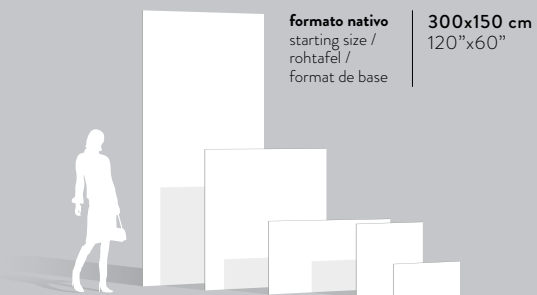 formato nativo
starting size /
rohtafel /
format de base
300x150 cm
120”x60”